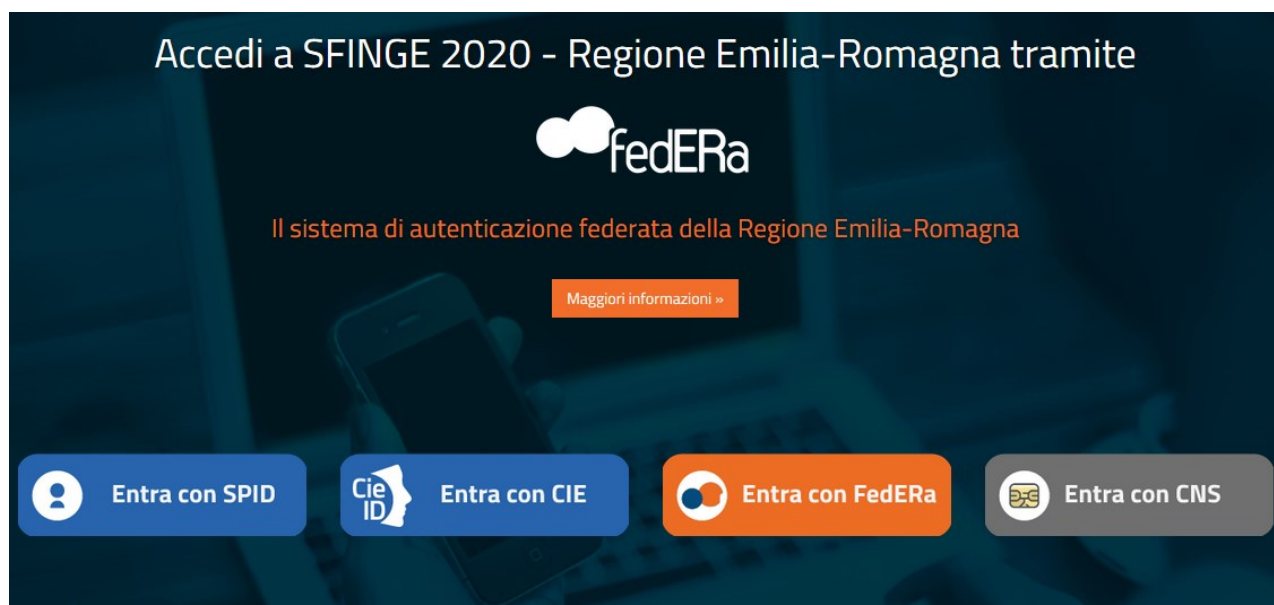 Accedi a SFINGE 2020 - Regione Emilia-Romagna tramite
fedERa
Il sistema di autenticazione federata della Regione Emilia-Romagna
Maggiori informazioni »
Entra con SPID
Cie
ID
Entra con CIE
Entra con FedERa
Entra con CNS